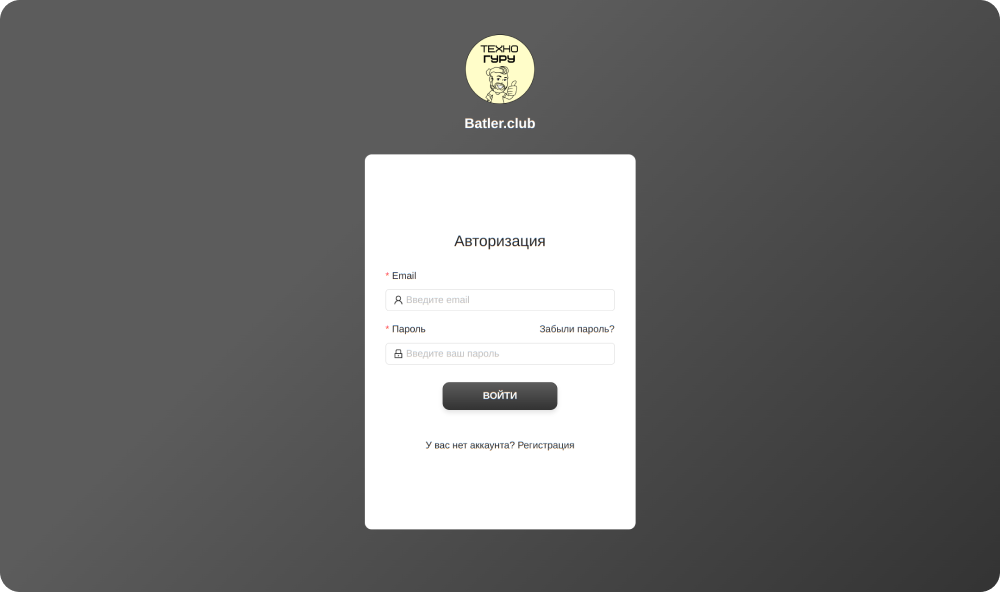 ТЕХНО
ГУРУ
Batler.club
Авторизация
* Email
Введите email
* Пароль Забыли пароль?
Введите ваш пароль
ВОЙТИ
У вас нет аккаунта? Регистрация